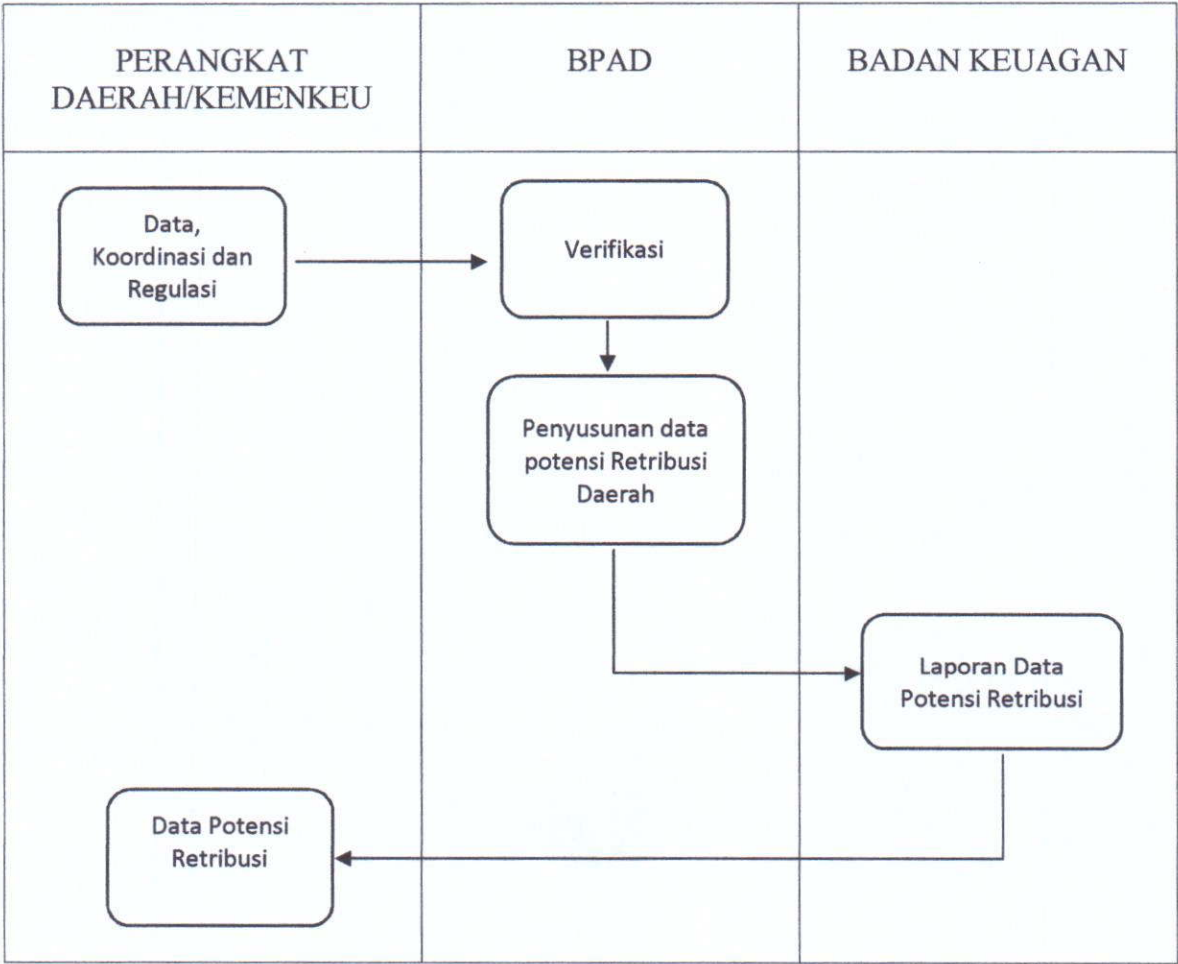 PERANGKAT
DAERAH/KEMENKEU
BPAD
BADAN KEUAGAN
Data,
Koordinasi dan
Regulasi
Verifikasi
Penyusunan data
potensi Retribusi
Daerah
Laporan Data
Potensi Retribusi
Data Potensi
Retribusi